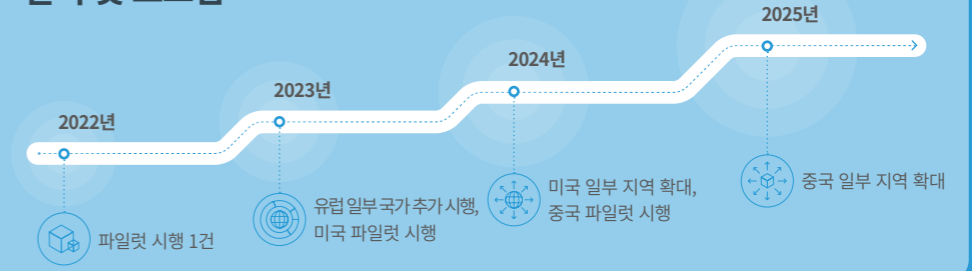 2022년
파일럿 시행 1건
2023년
유럽 일부 국가 추가 시행,
미국 파일럿 시행
2024년
미국 일부 지역 확대,
중국 파일럿 시행
2025년
중국 일부 지역 확대